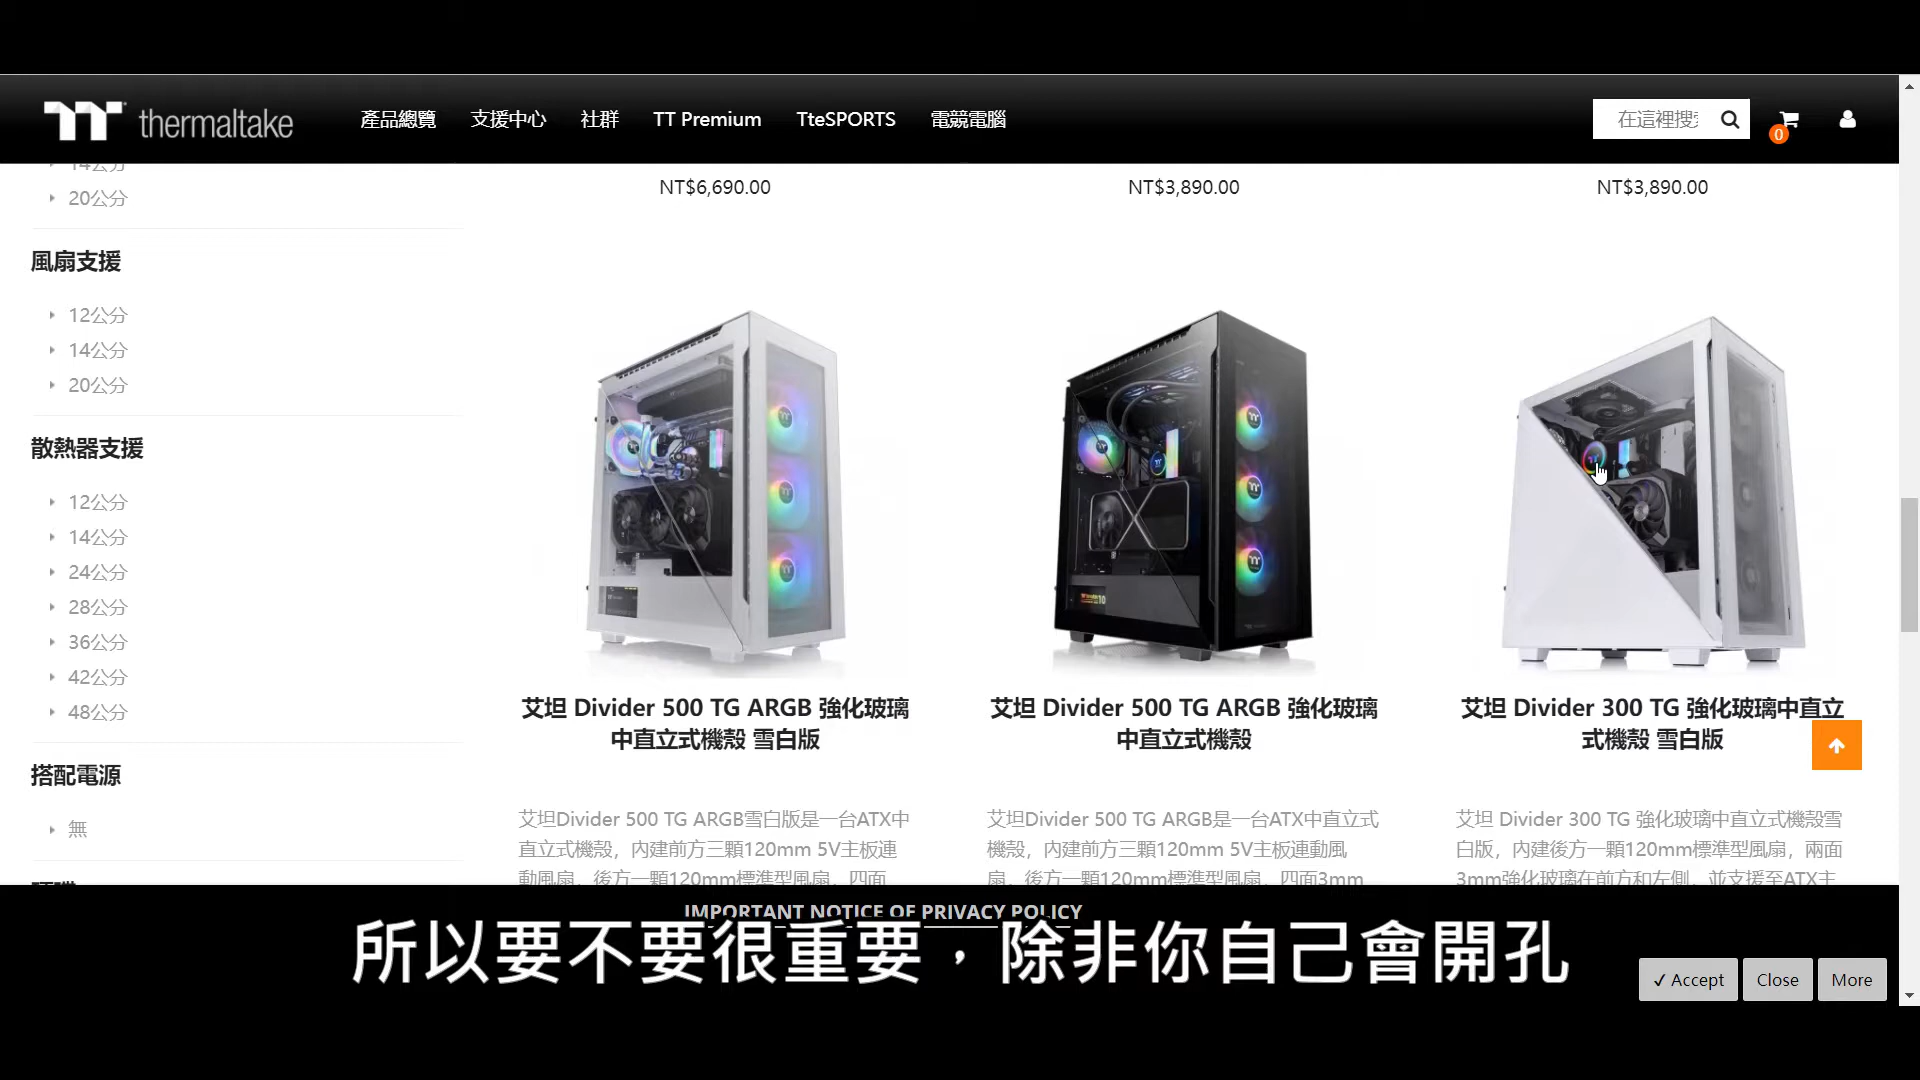 thermaltake
產品總覽 支援中心 社群 TT Premium TteSPORTS 電競電腦
0
14公分
20公分
風扇支援
12公分
14公分
20公分
散熱器支援
12公分
14公分
24公分
28公分
36公分
42公分
48公分
搭配電源
無
NT$6,690.00
NT$3,890.00
NT$3,890.00
艾坦 Divider 500 TG ARGB 強化玻璃
中直立式機殼 雪白版
艾坦Divider 500 TG ARGB雪白版是一台ATX中
直立式機殼，內建前方三顆120mm 5V主板連
動風扇、後方一顆120mm標準型風扇、四面
艾坦 Divider 500 TG ARGB 強化玻璃
中直立式機殼
艾坦Divider 500 TG ARGB是一台ATX中直立式
機殼，內建前方三顆120mm 5V主板連動風
扇、後方一顆120mm標準型風扇、四面3mm
艾坦 Divider 300 TG 強化玻璃中直立
式機殼 雪白版
艾坦 Divider 300 TG 強化玻璃中直立式機殼雪
白版，內建後方一顆120mm標準型風扇，兩面
3mm強化玻璃在前方和左側，並支援至ATX主
IMPORTANT NOTICE OF PRIVACY POLICY
所以要不要很重要，除非你自己會開孔
✓ Accept Close More